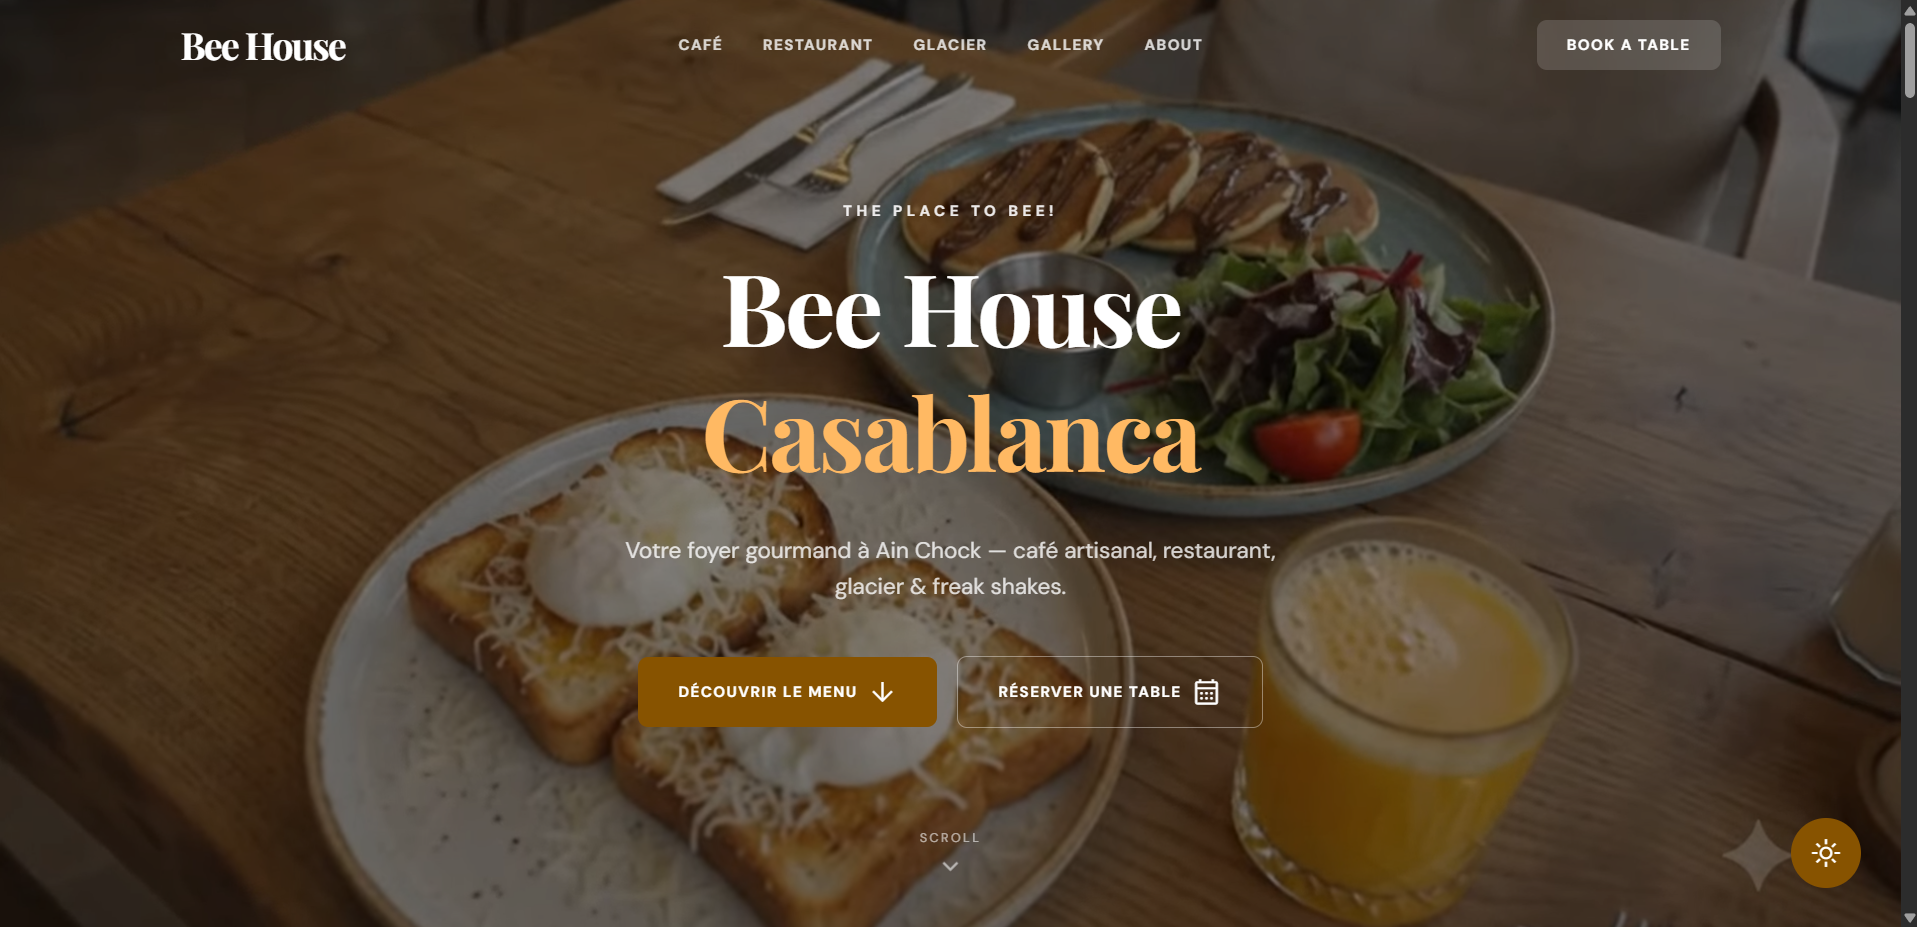 Bee House
CAFÉ
RESTAURANT
GLACIER
GALLERY
ABOUT
BOOK A TABLE
THE PLACE TO BEE!
Bee House
Casablanca
Votre foyer gourmand à Ain Chock — café artisanal, restaurant,
glacier & freak shakes.
DÉCOUVRIR LE MENU
RÉSERVER UNE TABLE
SCROLL